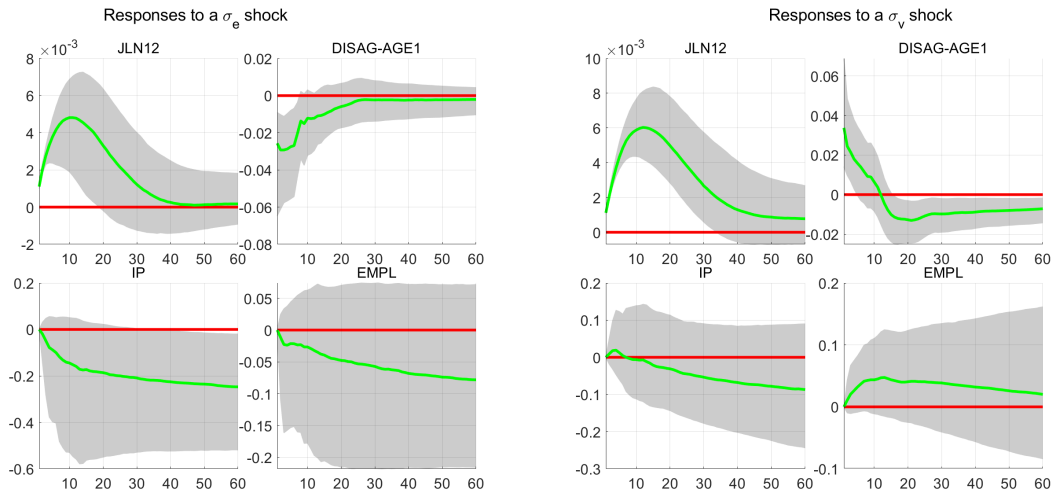 Responses to a σe shock
Responses to a σv shock
×10-3 JLN12
DISAG-AGE1
×10-3 JLN12
DISAG-AGE1
8
6
4
2
0
-2
0
-0.02
-0.04
-0.06
-0.08
10
8
6
4
2
0
0.06
0.04
0.02
0
-0.02
10 20 30 40 50 60
10 20 30 40 50 60
10 20 30 40 50 60
10 20 30 40 50 60
IP
EMPL
IP
EMPL
0.2
0
-0.2
-0.4
-0.6
0.05
0
-0.05
-0.1
-0.15
-0.2
0.2
0.1
0
-0.1
-0.2
-0.3
0.2
0.1
0
-0.1
10 20 30 40 50 60
10 20 30 40 50 60
10 20 30 40 50 60
10 20 30 40 50 60